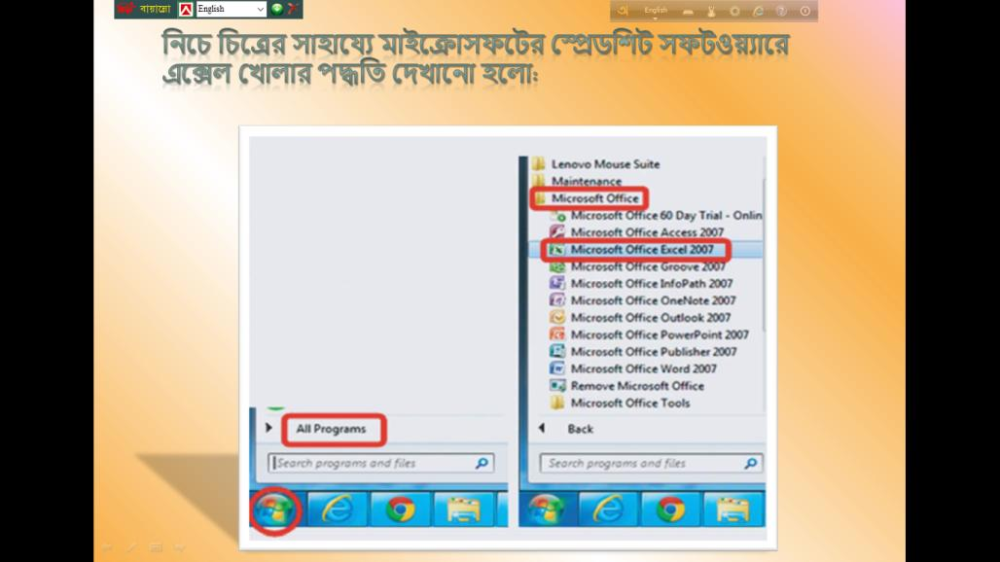 বায়ান্নো
English
English
নিচে চিত্রের সাহায্যে মাইক্রোসফটের স্প্রেডশিট সফটওয়্যারে
এক্সেল খোলার পদ্ধতি দেখানো হলো:
All Programs
Search programs and files
Lenovo Mouse Suite
Maintenance
Microsoft Office
Microsoft Office 60 Day Trial - Onlin
Microsoft Office Access 2007
Microsoft Office Excel 2007
Microsoft Office Groove 2007
Microsoft Office InfoPath 2007
Microsoft Office OneNote 2007
Microsoft Office Outlook 2007
Microsoft Office PowerPoint 2007
Microsoft Office Publisher 2007
Microsoft Office Word 2007
Remove Microsoft Office
Microsoft Office Tools
Back
Search programs and files